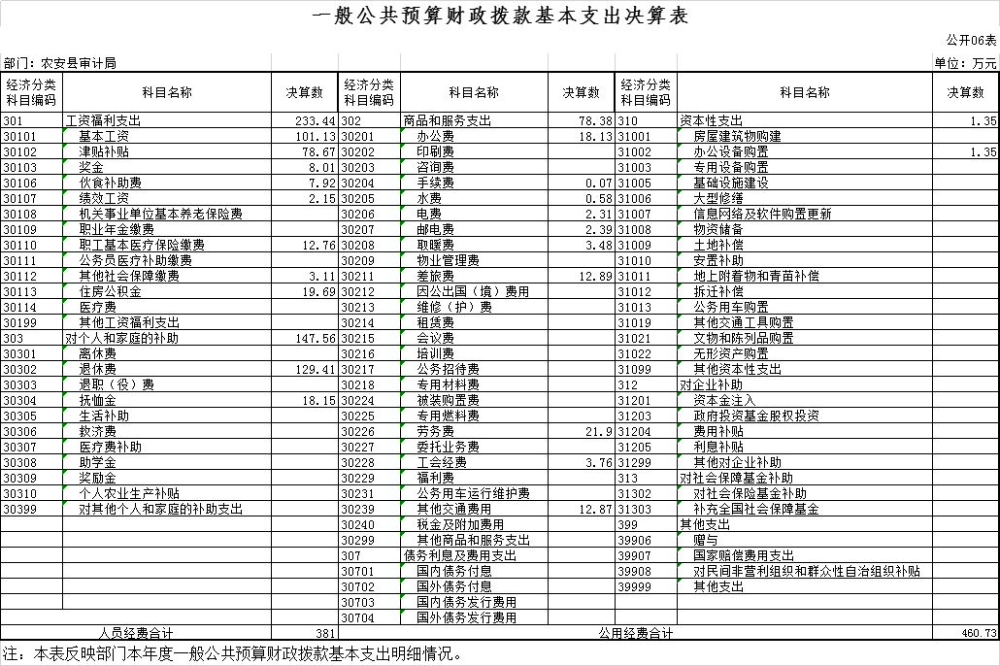 一般公共预算财政拨款基本支出决算表
公开06表
部门：农安县审计局 单位：万元
经济分类科目编码 科目名称 决算数 经济分类科目编码 科目名称 决算数 经济分类科目编码 科目名称 决算数
301 工资福利支出 233.44 302 商品和服务支出 78.38 310 资本性支出 1.35
30101 基本工资 101.13 30201 办公费 18.13 31001 房屋建筑物购建
30102 津贴补贴 78.67 30202 印刷费 31002 办公设备购置 1.35
30103 奖金 8.01 30203 咨询费 31003 专用设备购置
30106 伙食补助费 7.92 30204 手续费 0.07 31005 基础设施建设
30107 绩效工资 2.15 30205 水费 0.58 31006 大型修缮
30108 机关事业单位基本养老保险费 30206 电费 2.31 31007 信息网络及软件购置更新
30109 职业年金缴费 30207 邮电费 2.39 31008 物资储备
30110 职工基本医疗保险缴费 12.76 30208 取暖费 3.48 31009 土地补偿
30111 公务员医疗补助缴费 30209 物业管理费 31010 安置补助
30112 其他社会保障缴费 3.11 30211 差旅费 12.89 31011 地上附着物和青苗补偿
30113 住房公积金 19.69 30212 因公出国（境）费用 31012 拆迁补偿
30114 医疗费 30213 维修（护）费 31013 公务用车购置
30199 其他工资福利支出 30214 租赁费 31019 其他交通工具购置
303 对个人和家庭的补助 147.56 30215 会议费 31021 文物和陈列品购置
30301 离休费 30216 培训费 31022 无形资产购置
30302 退休费 129.41 30217 公务招待费 31099 其他资本性支出
30303 退职（役）费 30218 专用材料费 312 对企业补助
30304 抚恤金 18.15 30224 被装购置费 31201 资本金注入
30305 生活补助 30225 专用燃料费 31203 政府投资基金股权投资
30306 救济费 30226 劳务费 21.9 31204 费用补贴
30307 医疗费补助 30227 委托业务费 31205 利息补贴
30308 助学金 30228 工会经费 3.76 31299 其他对企业补助
30309 奖励金 30229 福利费 313 对社会保障基金补助
30310 个人农业生产补贴 30231 公务用车运行维护费 31302 对社会保险基金补助
30399 对其他个人和家庭的补助支出 30239 其他交通费用 12.87 31303 补充全国社会保障基金
30240 税金及附加费用 399 其他支出
30299 其他商品和服务支出 39906 赠与
307 债务利息及费用支出 39907 国家赔偿费用支出
30701 国内债务付息 39908 对民间非营利组织和群众性自治组织补贴
30702 国外债务付息 39999 其他支出
30703 国内债务发行费用
30704 国外债务发行费用
人员经费合计 381 公用经费合计 460.73
注：本表反映部门本年度一般公共预算财政拨款基本支出明细情况。